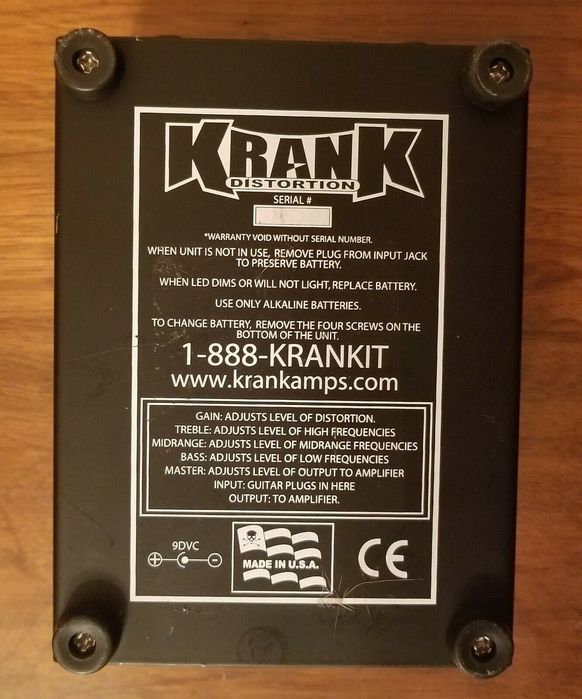 KRANK
DISTORTION
SERIAL #
*WARRANTY VOID WITHOUT SERIAL NUMBER.
WHEN UNIT IS NOT IN USE, REMOVE PLUG FROM INPUT JACK
TO PRESERVE BATTERY.
WHEN LED DIMS OR WILL NOT LIGHT, REPLACE BATTERY.
USE ONLY ALKALINE BATTERIES.
TO CHANGE BATTERY, REMOVE THE FOUR SCREWS ON THE
BOTTOM OF THE UNIT.
1-888-KRANKIT
www.krankamps.com
GAIN: ADJUSTS LEVEL OF DISTORTION.
TREBLE: ADJUSTS LEVEL OF HIGH FREQUENCIES
MIDRANGE: ADJUSTS LEVEL OF MIDRANGE FREQUENCIES
BASS: ADJUSTS LEVEL OF LOW FREQUENCIES
MASTER: ADJUSTS LEVEL OF OUTPUT TO AMPLIFIER
INPUT: GUITAR PLUGS IN HERE
OUTPUT: TO AMPLIFIER.
9DVC
MADE IN U.S.A.
CE